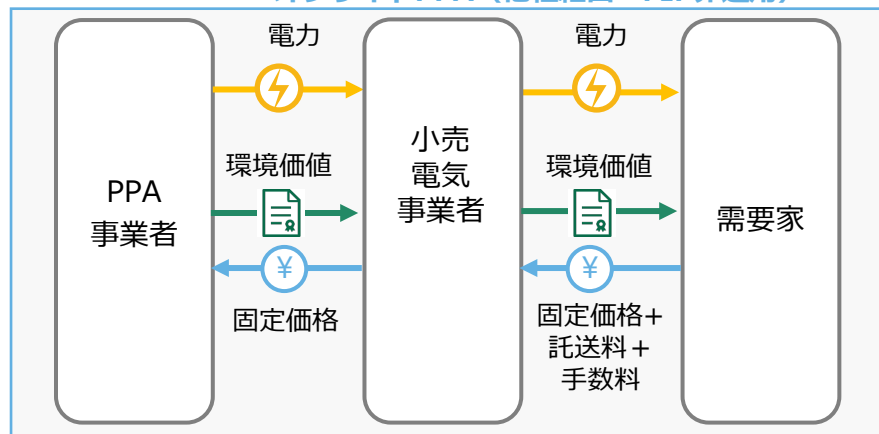 電力
電力
環境価値
環境価値
PPA
事業者
小売
電気
事業者
需要家
¥
¥
固定価格
固定価格+
託送料+
手数料